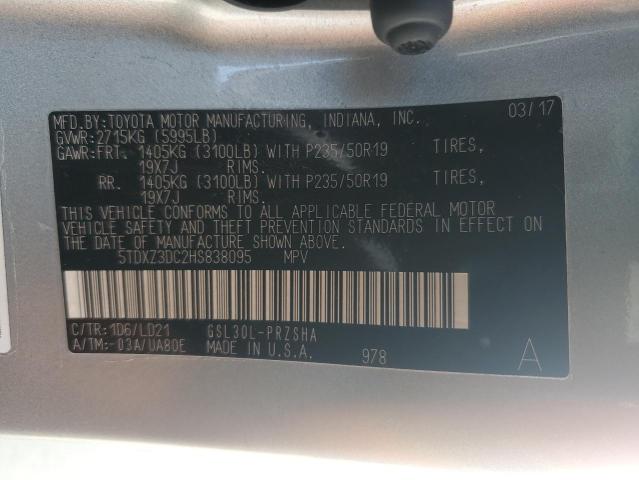 MFD.BY:TOYOTA MOTOR MANUFACTURING, INDIANA, INC. 03/17
GVWR:2715KG (5995LB)
GAWR:FRT. 1405KG (3100LB) WITH P235/50R19 TIRES,
19X7J RIMS.
RR. 1405KG (3100LB) WITH P235/50R19 TIRES,
19X7J RIMS.
THIS VEHICLE CONFORMS TO ALL APPLICABLE FEDERAL MOTOR
VEHICLE SAFETY AND THEFT PREVENTION STANDARDS IN EFFECT ON
THE DATE OF MANUFACTURE SHOWN ABOVE.
5TDXZ3DC2HS838095 MPV
C/TR:1D6/LD21 GSL30L-PRZSHA
A/TM:-03A/UA80E MADE IN U.S.A. 978 A